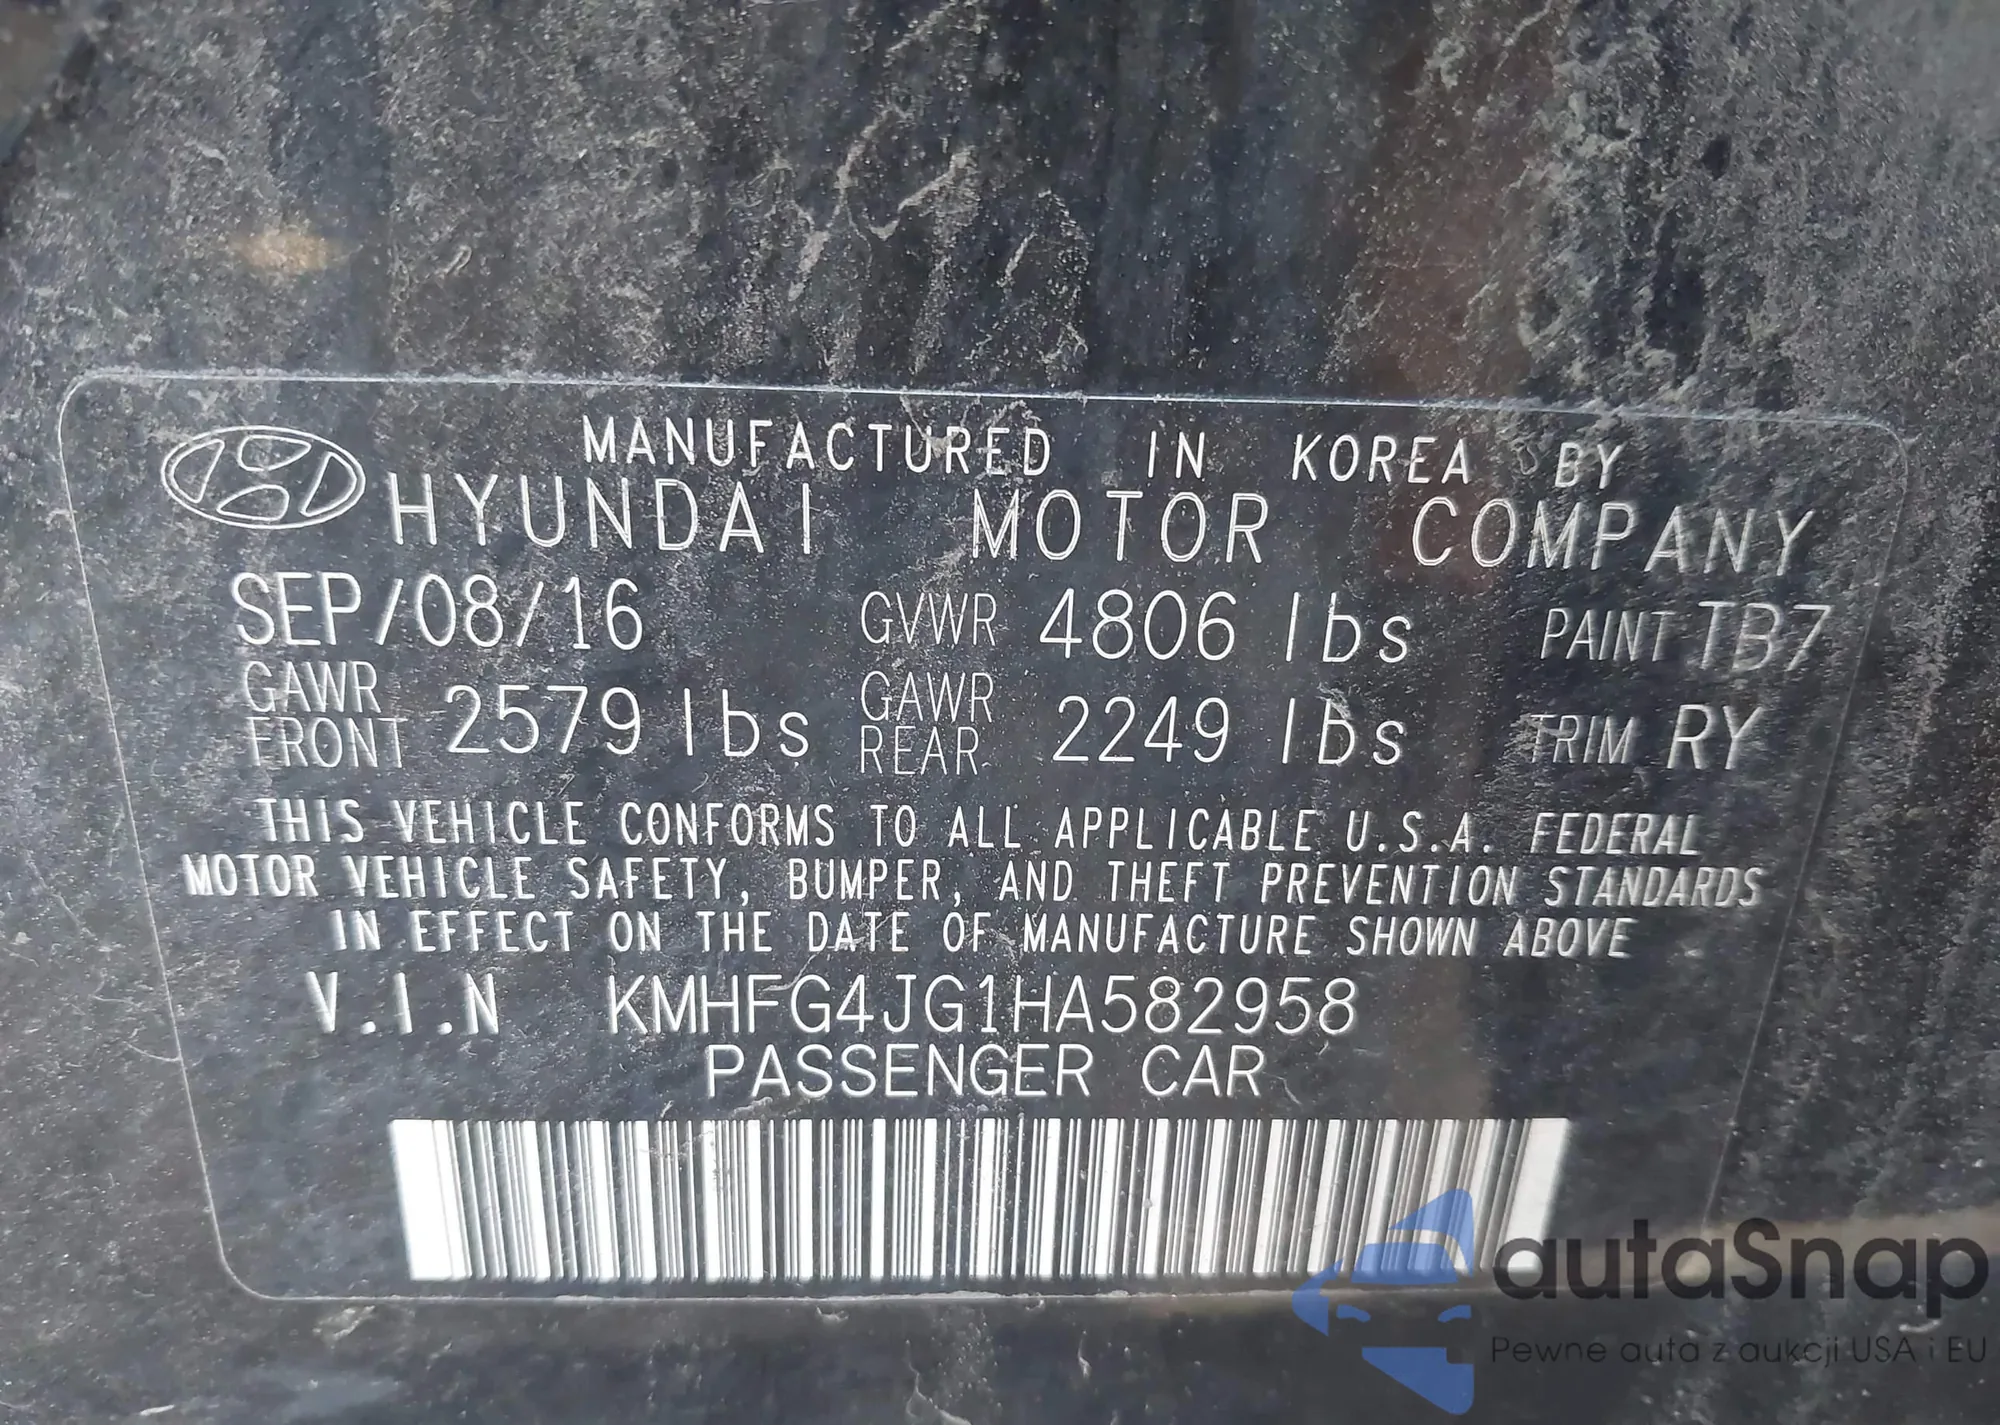 MANUFACTURED IN KOREA BY
HYUNDAI MOTOR COMPANY
SEP/08/16 GVWR 4806 lbs PAINT TB7
GAWR FRONT 2579 lbs GAWR REAR 2249 lbs TRIM RY
THIS VEHICLE CONFORMS TO ALL APPLICABLE U.S.A. FEDERAL
MOTOR VEHICLE SAFETY, BUMPER, AND THEFT PREVENTION STANDARDS
IN EFFECT ON THE DATE OF MANUFACTURE SHOWN ABOVE
V.I.N KMHFG4JG1HA582958
PASSENGER CAR
autaSnap
Pewne auta z aukcji USA i EU